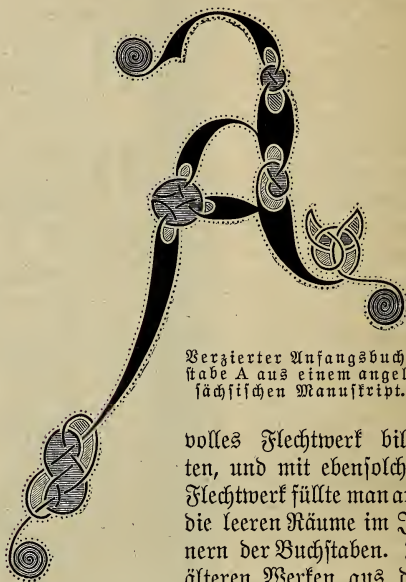 Verzierter Anfangsbuch
stabe A aus einem angel
sächsischen Manuskript.
volles Flechtwerk bil
ten, und mit ebensolch
Flechtwerk füllte man a
die leeren Räume im J
nern der Buchstaben.
älteren Werken aus d